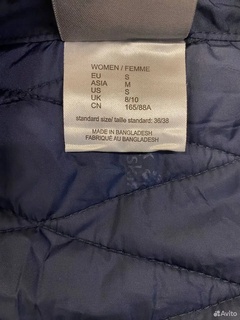 WOMEN / FEMME
EU S
ASIA M
US S
UK 8/10
CN 165/88A
standard size/ taille standard: 36/38
MADE IN BANGLADESH
FABRIQUÉ AU BANGLADESH
Avito